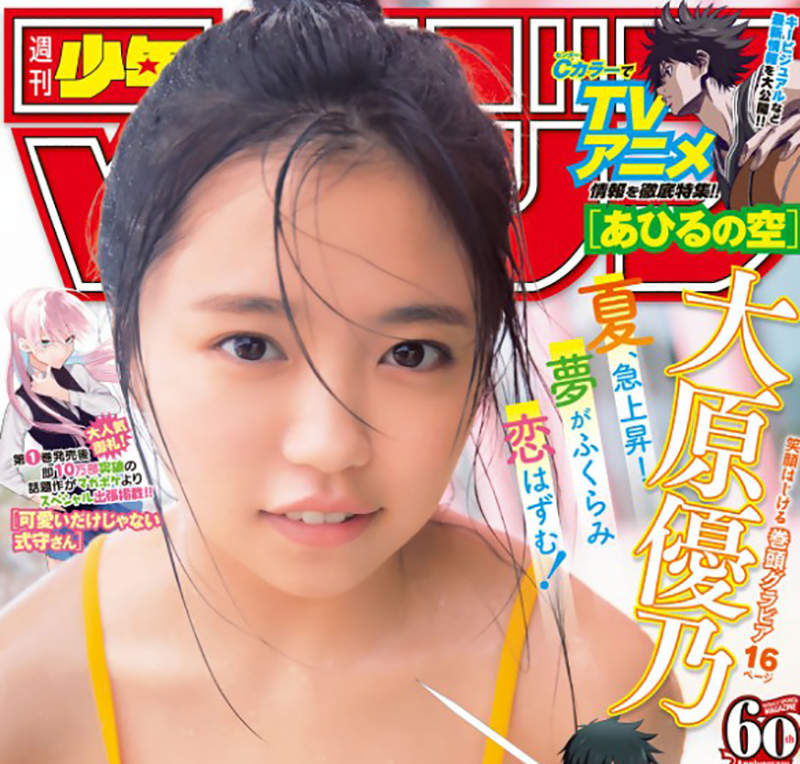 週刊
少年
キービジュアルなど
最新情報を大公開!!
センター
Cカラーで
TV
アニメ
情報を徹底特集!!
[あひるの空]
夏、急上昇!
夢がふくらみ
恋はずむ!
大原優乃
笑顔はじける
巻頭グラビア
16
ページ
大人気
御礼!
第1巻発売後
即10万部突破の
話題作がマガポケより
スペシャル出張掲載!!
[可愛いだけじゃない
式守さん]
MAGAZINE
60th